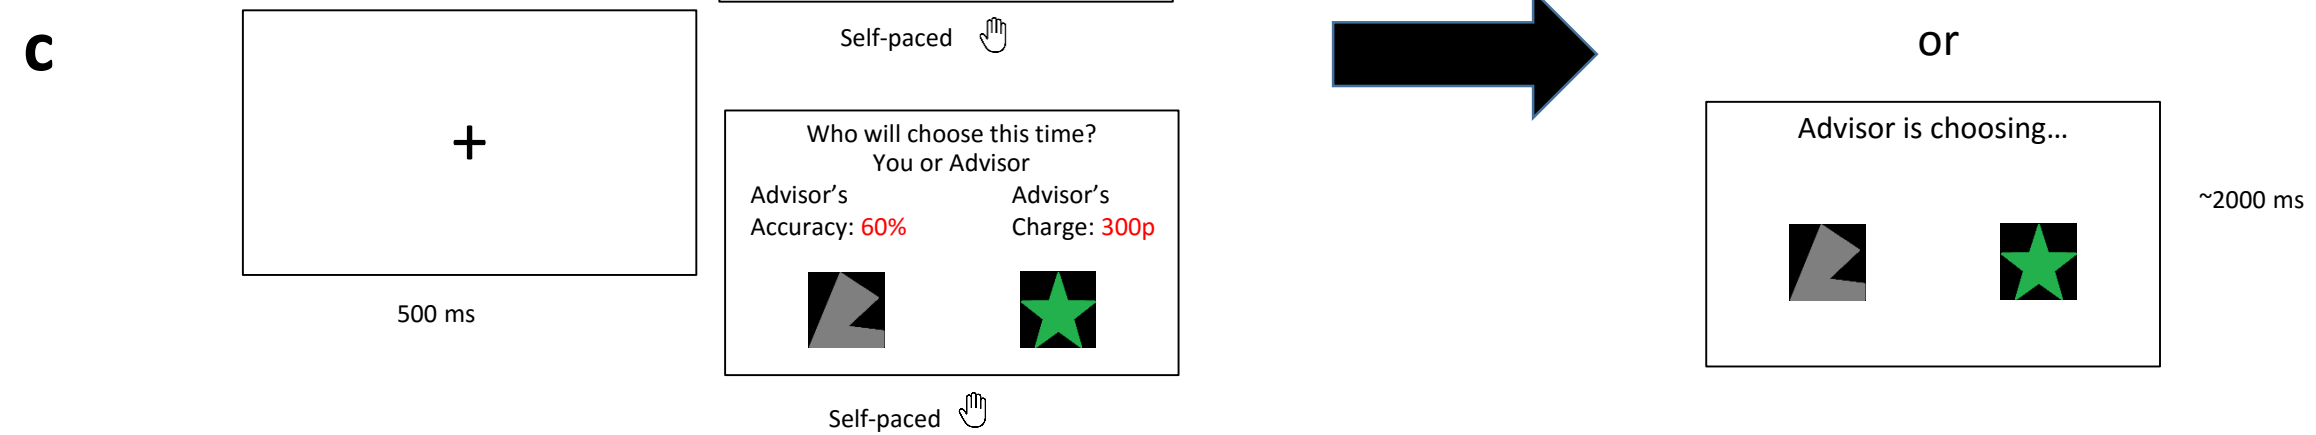 c
Self-paced
500 ms
Who will choose this time?
You or Advisor
Advisor's
Accuracy: 60%
Advisor's
Charge: 300p
Self-paced
or
Advisor is choosing...
~2000 ms